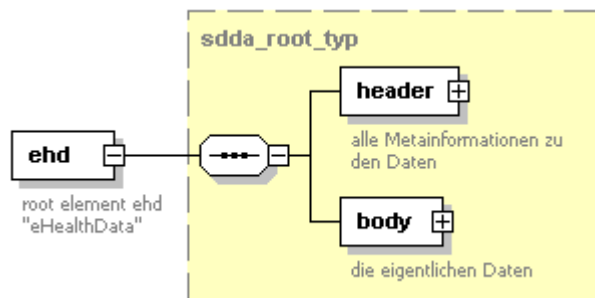 sdda_root_typ
header
alle Metainformationen zu
den Daten
ehd
root element ehd
"eHealthData"
body
die eigentlichen Daten